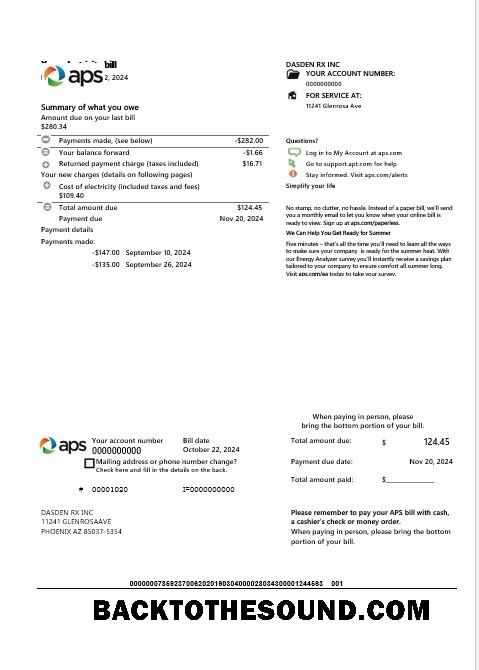 bill
aps 2, 2024
DASDEN RX INC
YOUR ACCOUNT NUMBER:
0000000000
FOR SERVICE AT:
11241 Glenrosa Ave
Summary of what you owe
Amount due on your last bill
$280.34
Payments made, (see below) -$282.00
Your balance forward -$1.66
Returned payment charge (taxes included) $16.71
Your new charges (details on following pages)
Cost of electricity (included taxes and fees)
$109.40
Total amount due $124.45
Payment due Nov 20, 2024
Payment details
Payments made:
-$147.00 September 10, 2024
-$135.00 September 26, 2024
Questions?
Log in to My Account at aps.com
Go to support.apt.com for help
Stay informed. Visit aps.com/alerts
Simplify your life
No stamp, no clutter, no hassle. Instead of a paper bill, we'll send
you a monthly email to let you know when your online bill is
ready to view. Sign up at aps.com/paperless.
We Can Help You Get Ready for Summer
Five minutes – that's all the time you'll need to learn all the ways
to make sure your company is ready for the summer heat. With
our Energy Analyzer survey you'll instantly receive a savings plan
tailored to your company to ensure comfort all summer long.
Visit aps.com/ea today to take your survey.
When paying in person, please
bring the bottom portion of your bill.
aps
Your account number Bill date
0000000000 October 22, 2024
Mailing address or phone number change?
Check here and fill in the details on the back.
# 00001020 I=0000000000
Total amount due: $ 124.45
Payment due date: Nov 20, 2024
Total amount paid: $
DASDEN RX INC
11241 GLENROSAAVE
PHOENIX AZ 85037-5354
Please remember to pay your APS bill with cash,
a cashier's check or money order.
When paying in person, please bring the bottom
portion of your bill.
001
BACKTOTHESOUND.COM